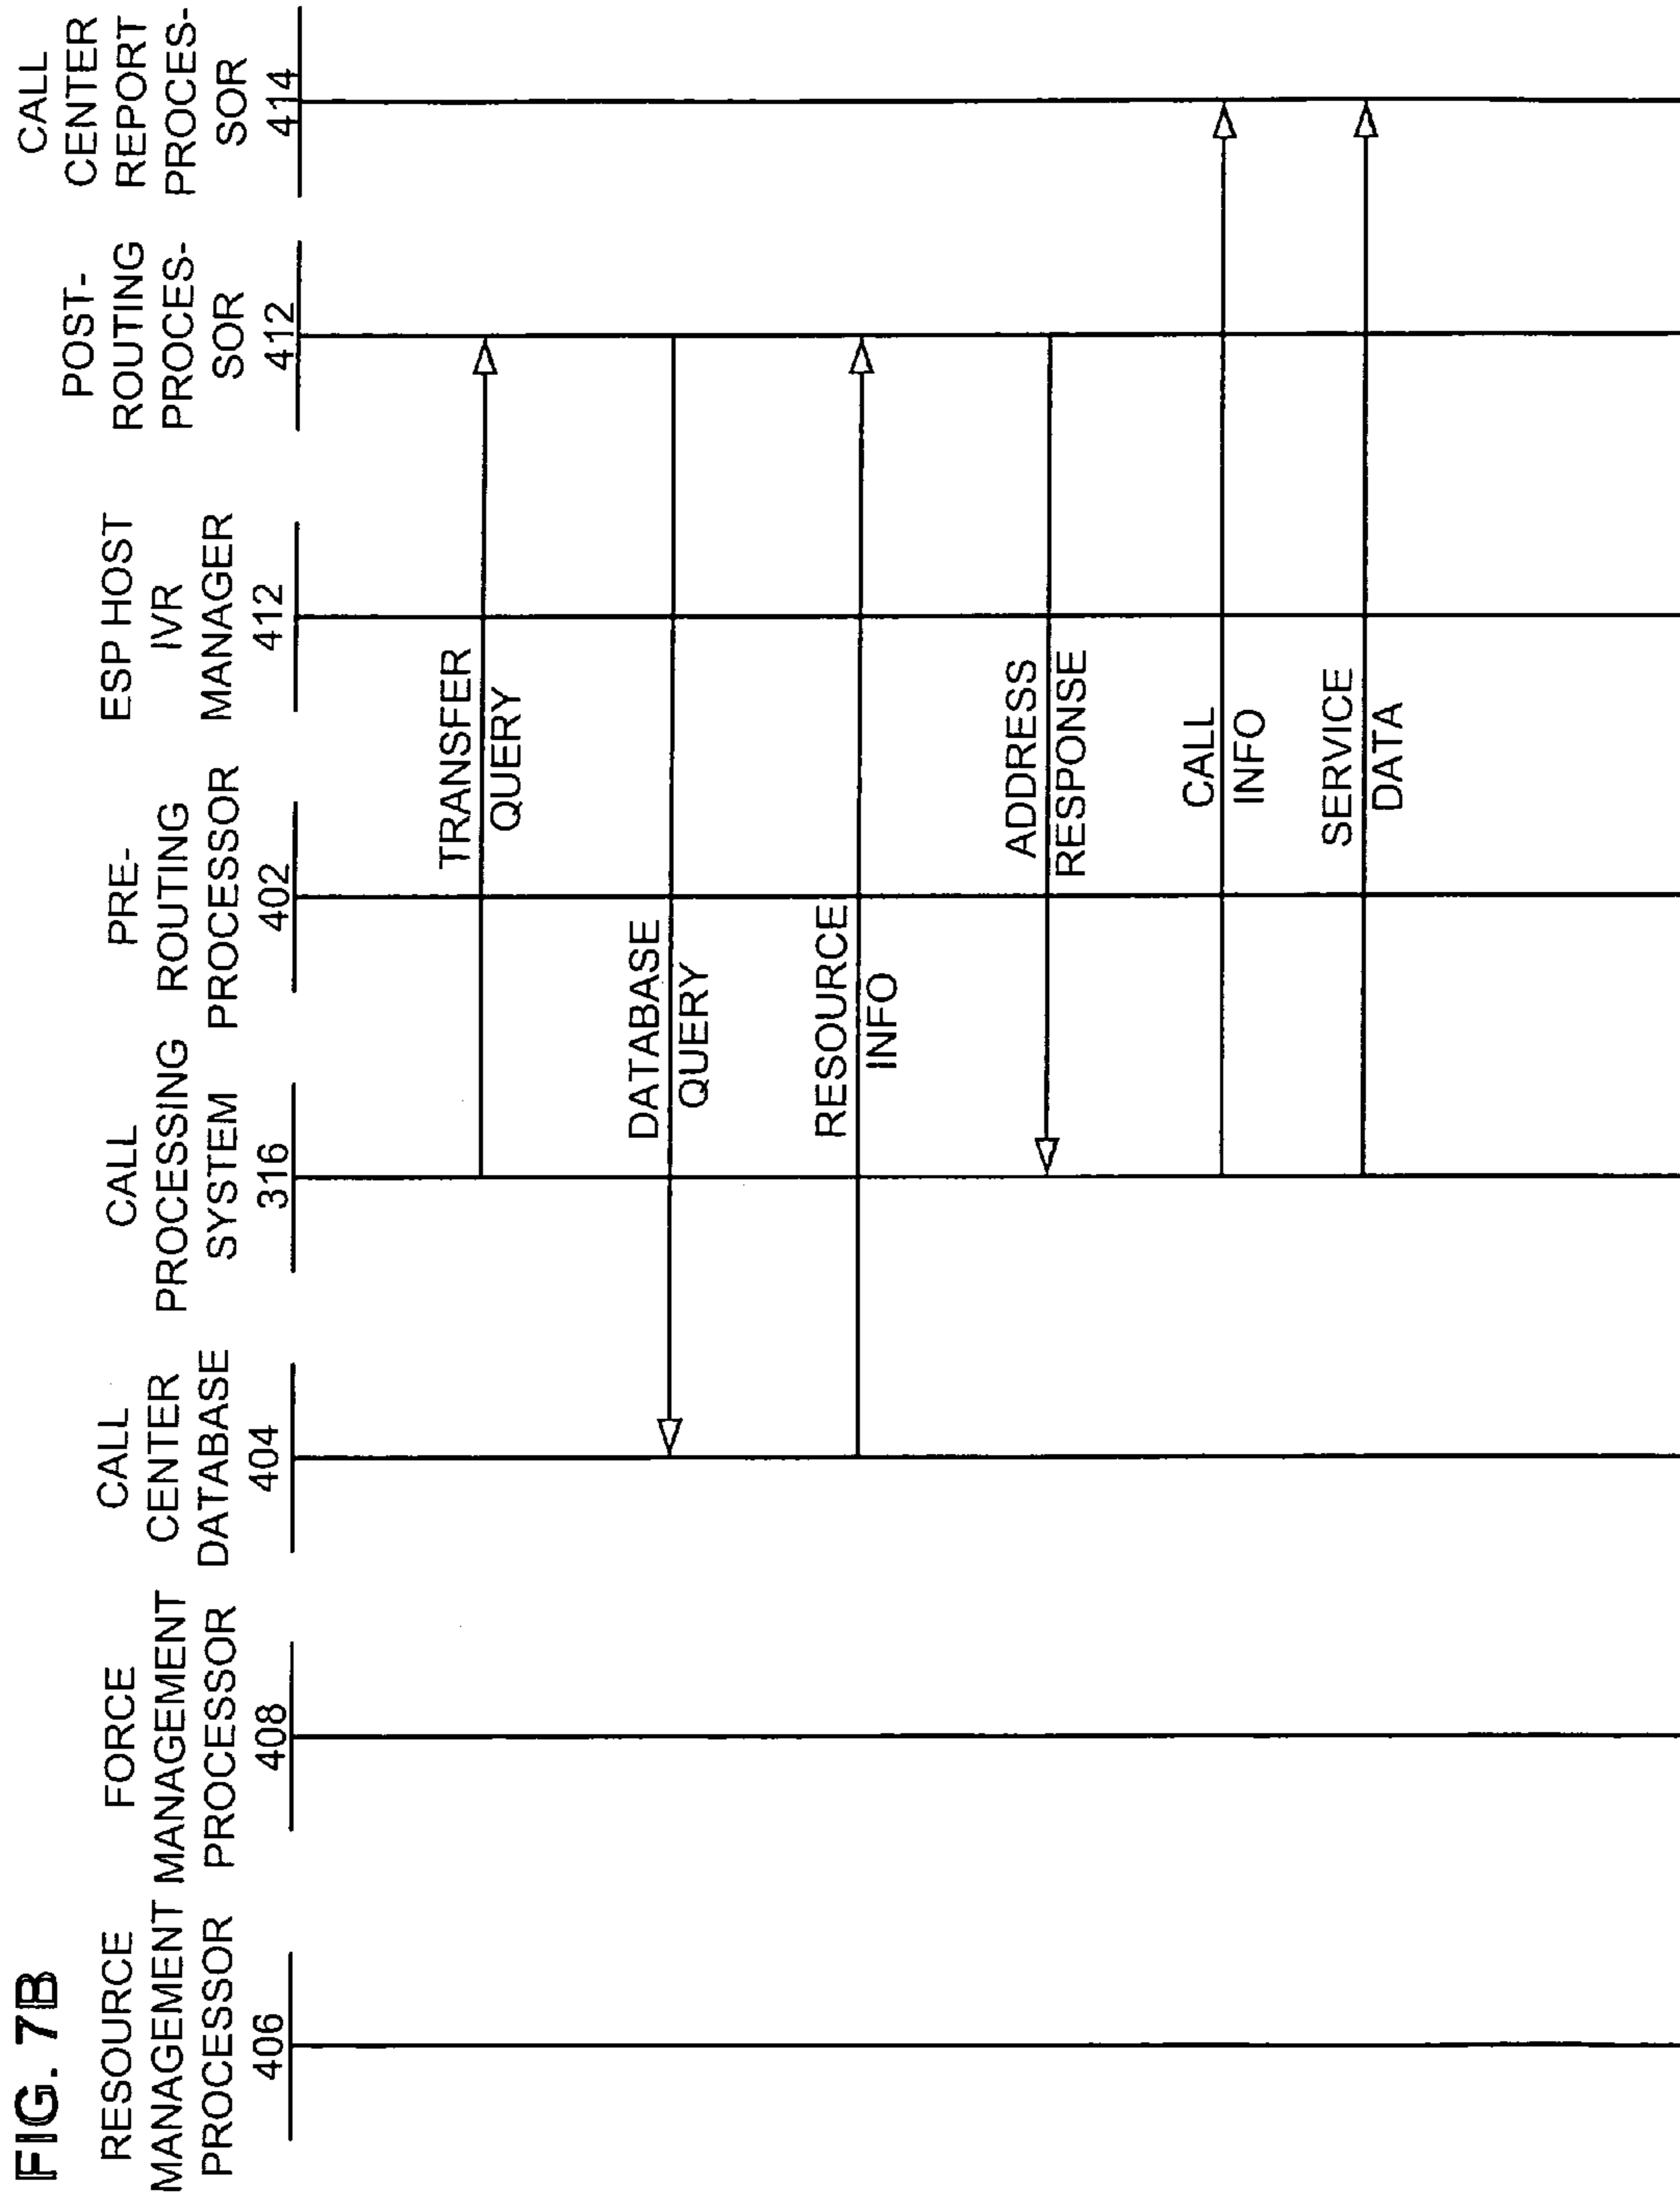 FIG. 7B
RESOURCE
MANAGEMENT
PROCESSOR
406
FORCE
MANAGEMENT
PROCESSOR
408
CALL
CENTER
DATABASE
404
CALL
PROCESSING
SYSTEM
316
PRE-
ROUTING
PROCESSOR
402
ESP HOST
IVR
MANAGER
412
POST-
ROUTING
PROCES-
SOR
412
CALL
CENTER
REPORT
PROCES-
SOR
414
TRANSFER
QUERY
DATABASE
QUERY
RESOURCE
INFO
ADDRESS
RESPONSE
CALL
INFO
SERVICE
DATA